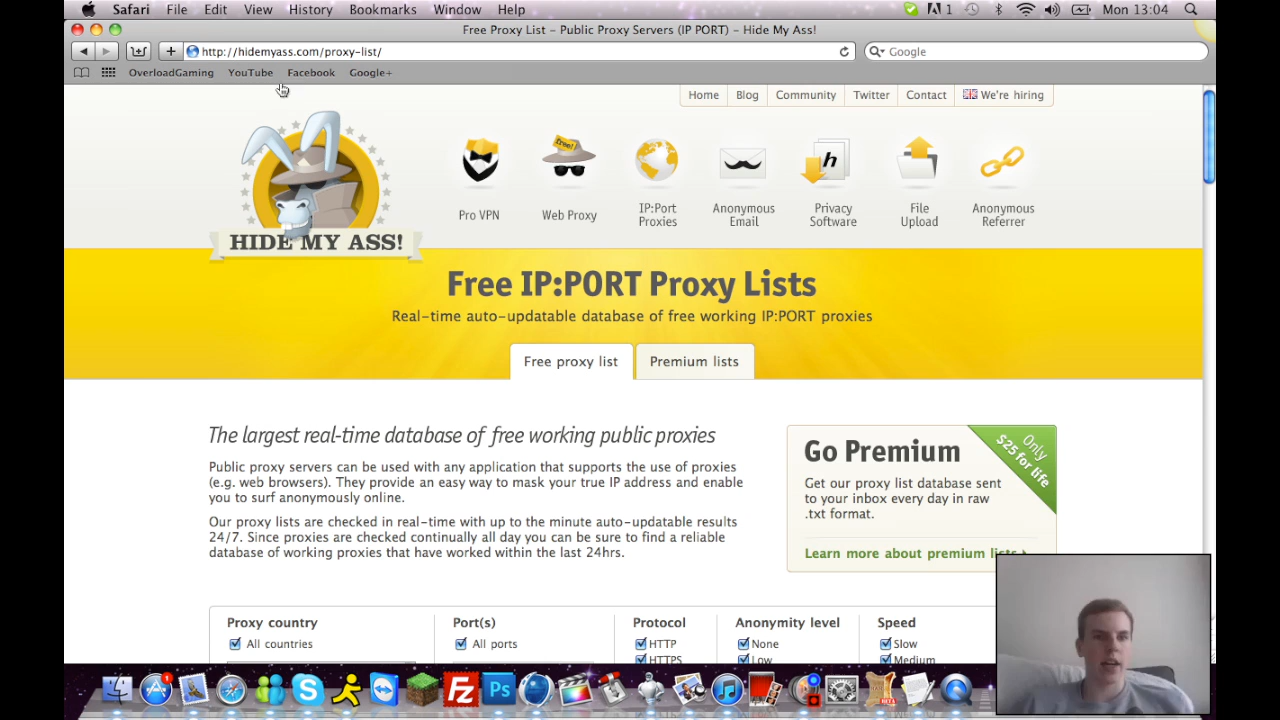 Safari File Edit View History Bookmarks Window Help 1 Mon 13:04
Free Proxy List – Public Proxy Servers (IP PORT) – Hide My Ass!
http://hidemyass.com/proxy-list/ Google
OverloadGaming YouTube Facebook Google+
Home Blog Community Twitter Contact We're hiring
free!
h
Pro VPN
Web Proxy
IP:Port
Proxies
Anonymous
Email
Privacy
Software
File
Upload
Anonymous
Referrer
HIDE MY ASS!
Free IP:PORT Proxy Lists
Real-time auto-updatable database of free working IP:PORT proxies
Free proxy list Premium lists
The largest real-time database of free working public proxies
Public proxy servers can be used with any application that supports the use of proxies
(e.g. web browsers). They provide an easy way to mask your true IP address and enable
you to surf anonymously online.
Our proxy lists are checked in real-time with up to the minute auto-updatable results
24/7. Since proxies are checked continually all day you can be sure to find a reliable
database of working proxies that have worked within the last 24hrs.
Go Premium
Only
$25 for life
Get our proxy list database sent
to your inbox every day in raw
.txt format.
Learn more about premium lists
Proxy country Port(s) Protocol Anonymity level Speed
All countries All ports HTTP None Slow
HTTPS Low Medium
1
Ps